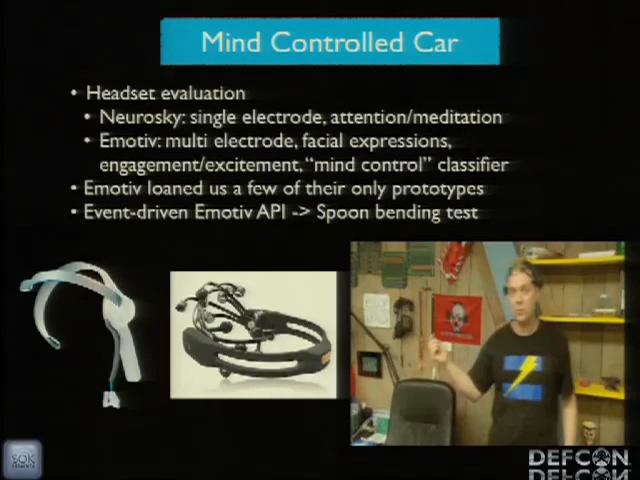 Mind Controlled Car
• Headset evaluation
• Neurosky: single electrode, attention/meditation
• Emotiv: multi electrode, facial expressions,
engagement/excitement, “mind control” classifier
• Emotiv loaned us a few of their only prototypes
• Event-driven Emotiv API -> Spoon bending test
SOK
DEFCON